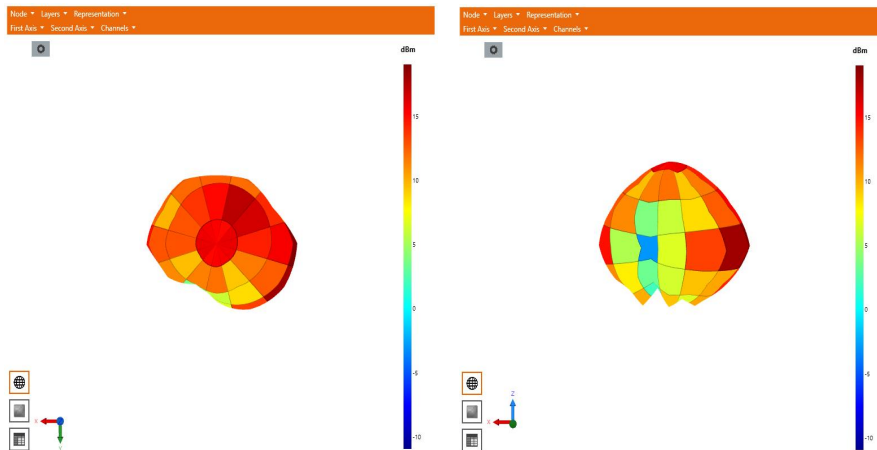 Node Layers Representation
First Axis Second Axis Channels
dBm
15
10
5
0
-5
-10
X
Y
Node Layers Representation
First Axis Second Axis Channels
dBm
15
10
5
0
-5
-10
Z
X